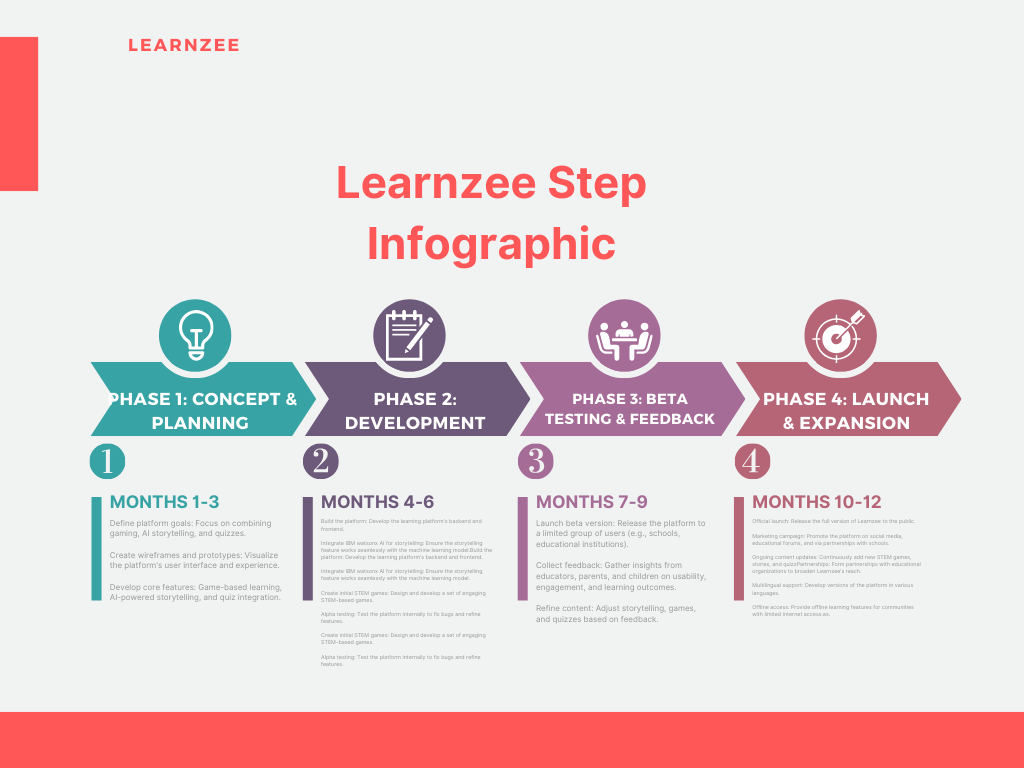 LEARNZEE
Learnzee Step
Infographic
PHASE 1: CONCEPT &
PLANNING
PHASE 2:
DEVELOPMENT
PHASE 3: BETA
TESTING & FEEDBACK
PHASE 4: LAUNCH
& EXPANSION
1
MONTHS 1-3
Define platform goals: Focus on combining
gaming, AI storytelling, and quizzes.
Create wireframes and prototypes: Visualize
the platform's user interface and experience.
Develop core features: Game-based learning,
AI-powered storytelling, and quiz integration.
2
MONTHS 4-6
Build the platform: Develop the learning platform's backend and
frontend.
Integrate IBM watsonx AI for storytelling: Ensure the storytelling
feature works seamlessly with the machine learning model.Build the
platform: Develop the learning platform's backend and frontend.
Integrate IBM watsonx AI for storytelling: Ensure the storytelling
feature works seamlessly with the machine learning model.
Create initial STEM games: Design and develop a set of engaging
STEM-based games.
Alpha testing: Test the platform internally to fix bugs and refine
features.
Create initial STEM games: Design and develop a set of engaging
STEM-based games.
Alpha testing: Test the platform internally to fix bugs and refine
features.
3
MONTHS 7-9
Launch beta version: Release the platform to
a limited group of users (e.g., schools,
educational institutions).
Collect feedback: Gather insights from
educators, parents, and children on usability,
engagement, and learning outcomes.
Refine content: Adjust storytelling, games,
and quizzes based on feedback.
4
MONTHS 10-12
Official launch: Release the full version of Learnzee to the public.
Marketing campaign: Promote the platform on social media,
educational forums, and via partnerships with schools.
Ongoing content updates: Continuously add new STEM games,
stories, and quizzPartnerships: Form partnerships with educational
organizations to broaden Learnzee's reach.
Multilingual support: Develop versions of the platform in various
languages.
Offline access: Provide offline learning features for communities
with limited internet access.es.